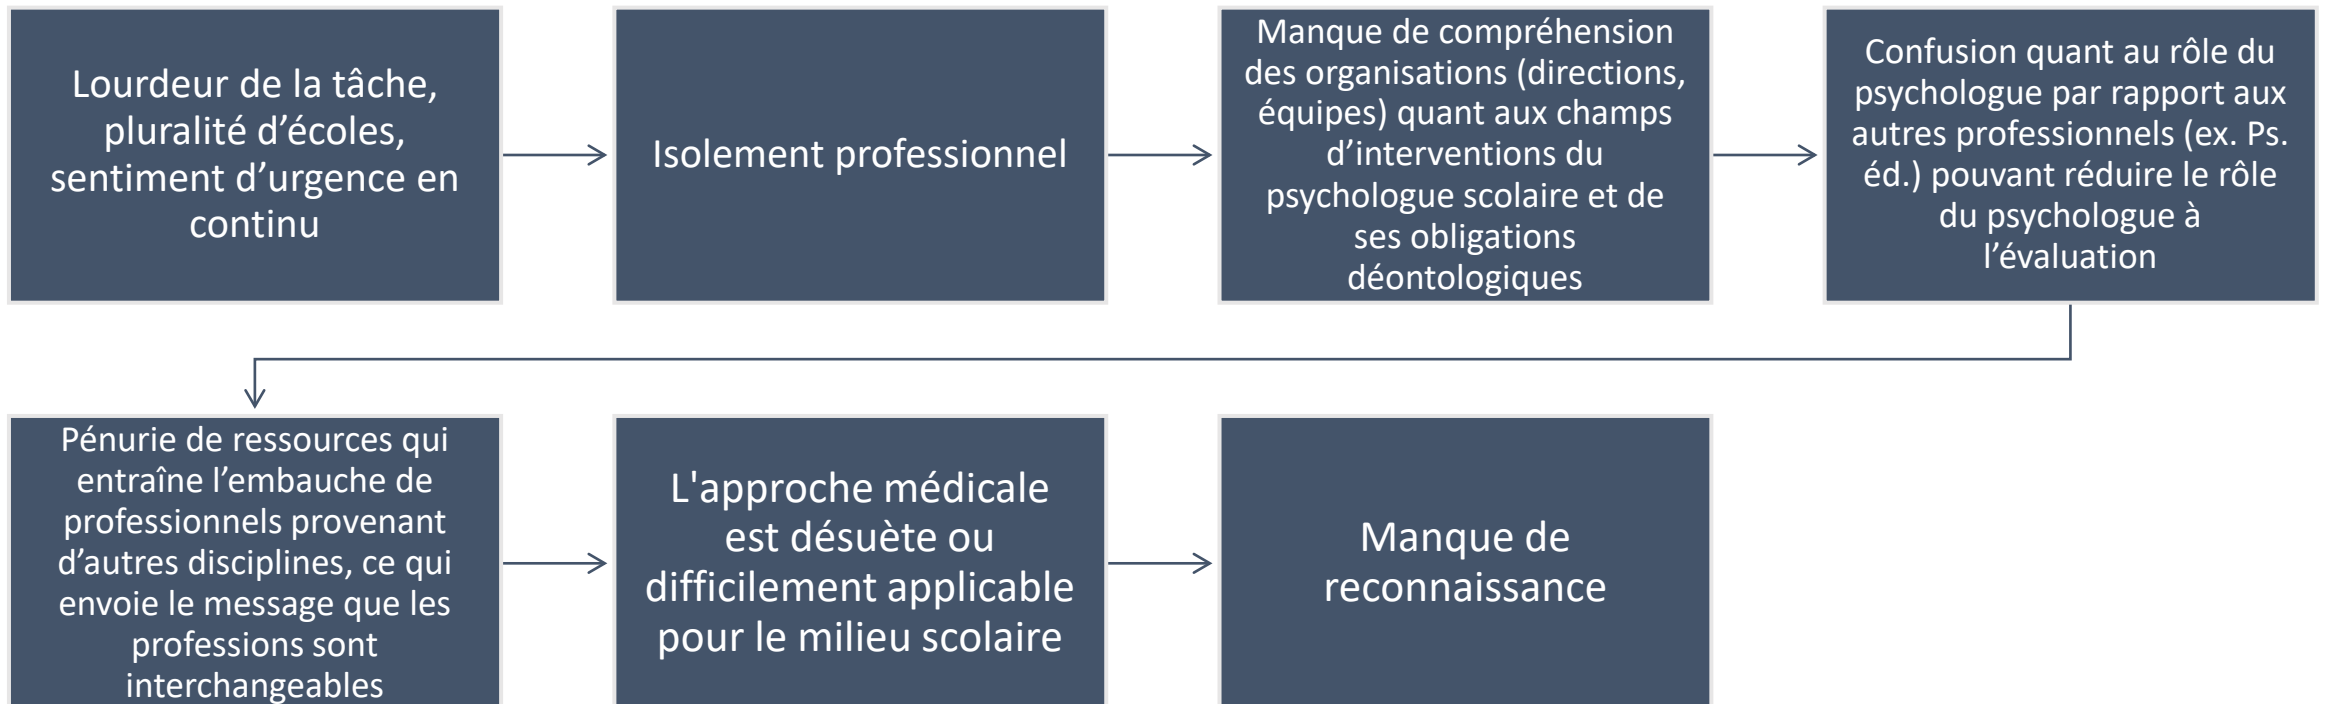 Lourdeur de la tâche,
pluralité d’écoles,
sentiment d’urgence en
continu
Isolement professionnel
Manque de compréhension
des organisations (directions,
équipes) quant aux champs
d’interventions du
psychologue scolaire et de
ses obligations
déontologiques
Confusion quant au rôle du
psychologue par rapport aux
autres professionnels (ex. Ps.
éd.) pouvant réduire le rôle
du psychologue à
l’évaluation
Pénurie de ressources qui
entraîne l’embauche de
professionnels provenant
d’autres disciplines, ce qui
envoie le message que les
professions sont
interchangeables
L'approche médicale
est désuète ou
difficilement applicable
pour le milieu scolaire
Manque de
reconnaissance